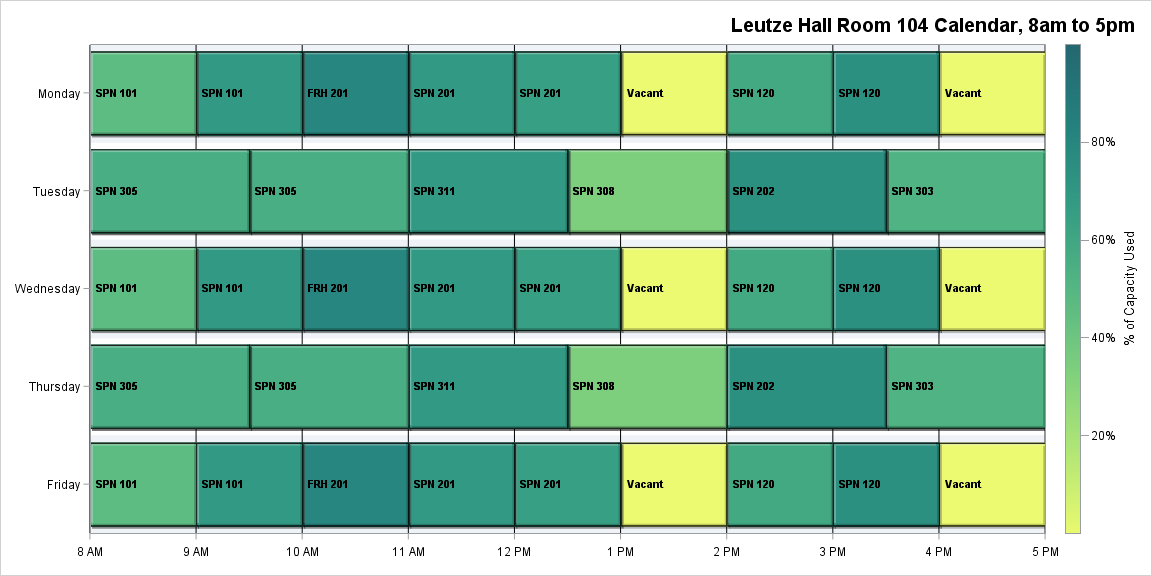 Leutze Hall Room 104 Calendar, 8am to 5pm
Monday SPN 101 SPN 101 FRH 201 SPN 201 SPN 201 Vacant SPN 120 SPN 120 Vacant
80%
Tuesday SPN 305 SPN 305 SPN 311 SPN 308 SPN 202 SPN 303
60%
% of Capacity Used
Wednesday SPN 101 SPN 101 FRH 201 SPN 201 SPN 201 Vacant SPN 120 SPN 120 Vacant
40%
Thursday SPN 305 SPN 305 SPN 311 SPN 308 SPN 202 SPN 303
20%
Friday SPN 101 SPN 101 FRH 201 SPN 201 SPN 201 Vacant SPN 120 SPN 120 Vacant
8 AM 9 AM 10 AM 11 AM 12 PM 1 PM 2 PM 3 PM 4 PM 5 PM